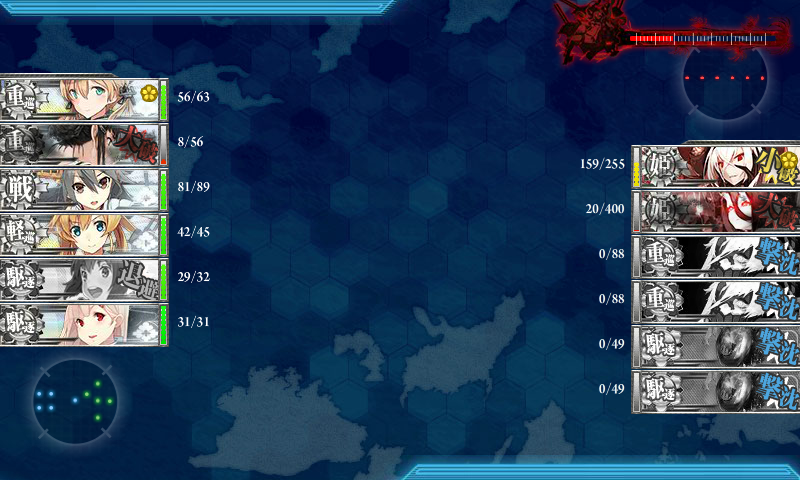 重巡 56/63
重巡 大破 8/56
戦 81/89
軽巡 42/45
駆逐 退避 29/32
駆逐 31/31
159/255 姫 小破
20/400 姫 大破
0/88 重巡 撃沈
0/88 重巡 撃沈
0/49 駆逐 撃沈
0/49 駆逐 撃沈